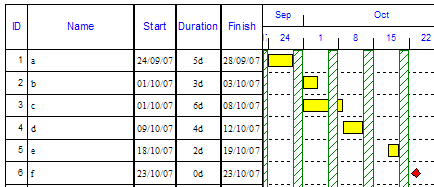 Sep Oct
ID Name Start Duration Finish
24 1 8 15 22
1 a 24/09/07 5d 28/09/07
2 b 01/10/07 3d 03/10/07
3 c 01/10/07 6d 08/10/07
4 d 09/10/07 4d 12/10/07
5 e 18/10/07 2d 19/10/07
6 f 23/10/07 0d 23/10/07